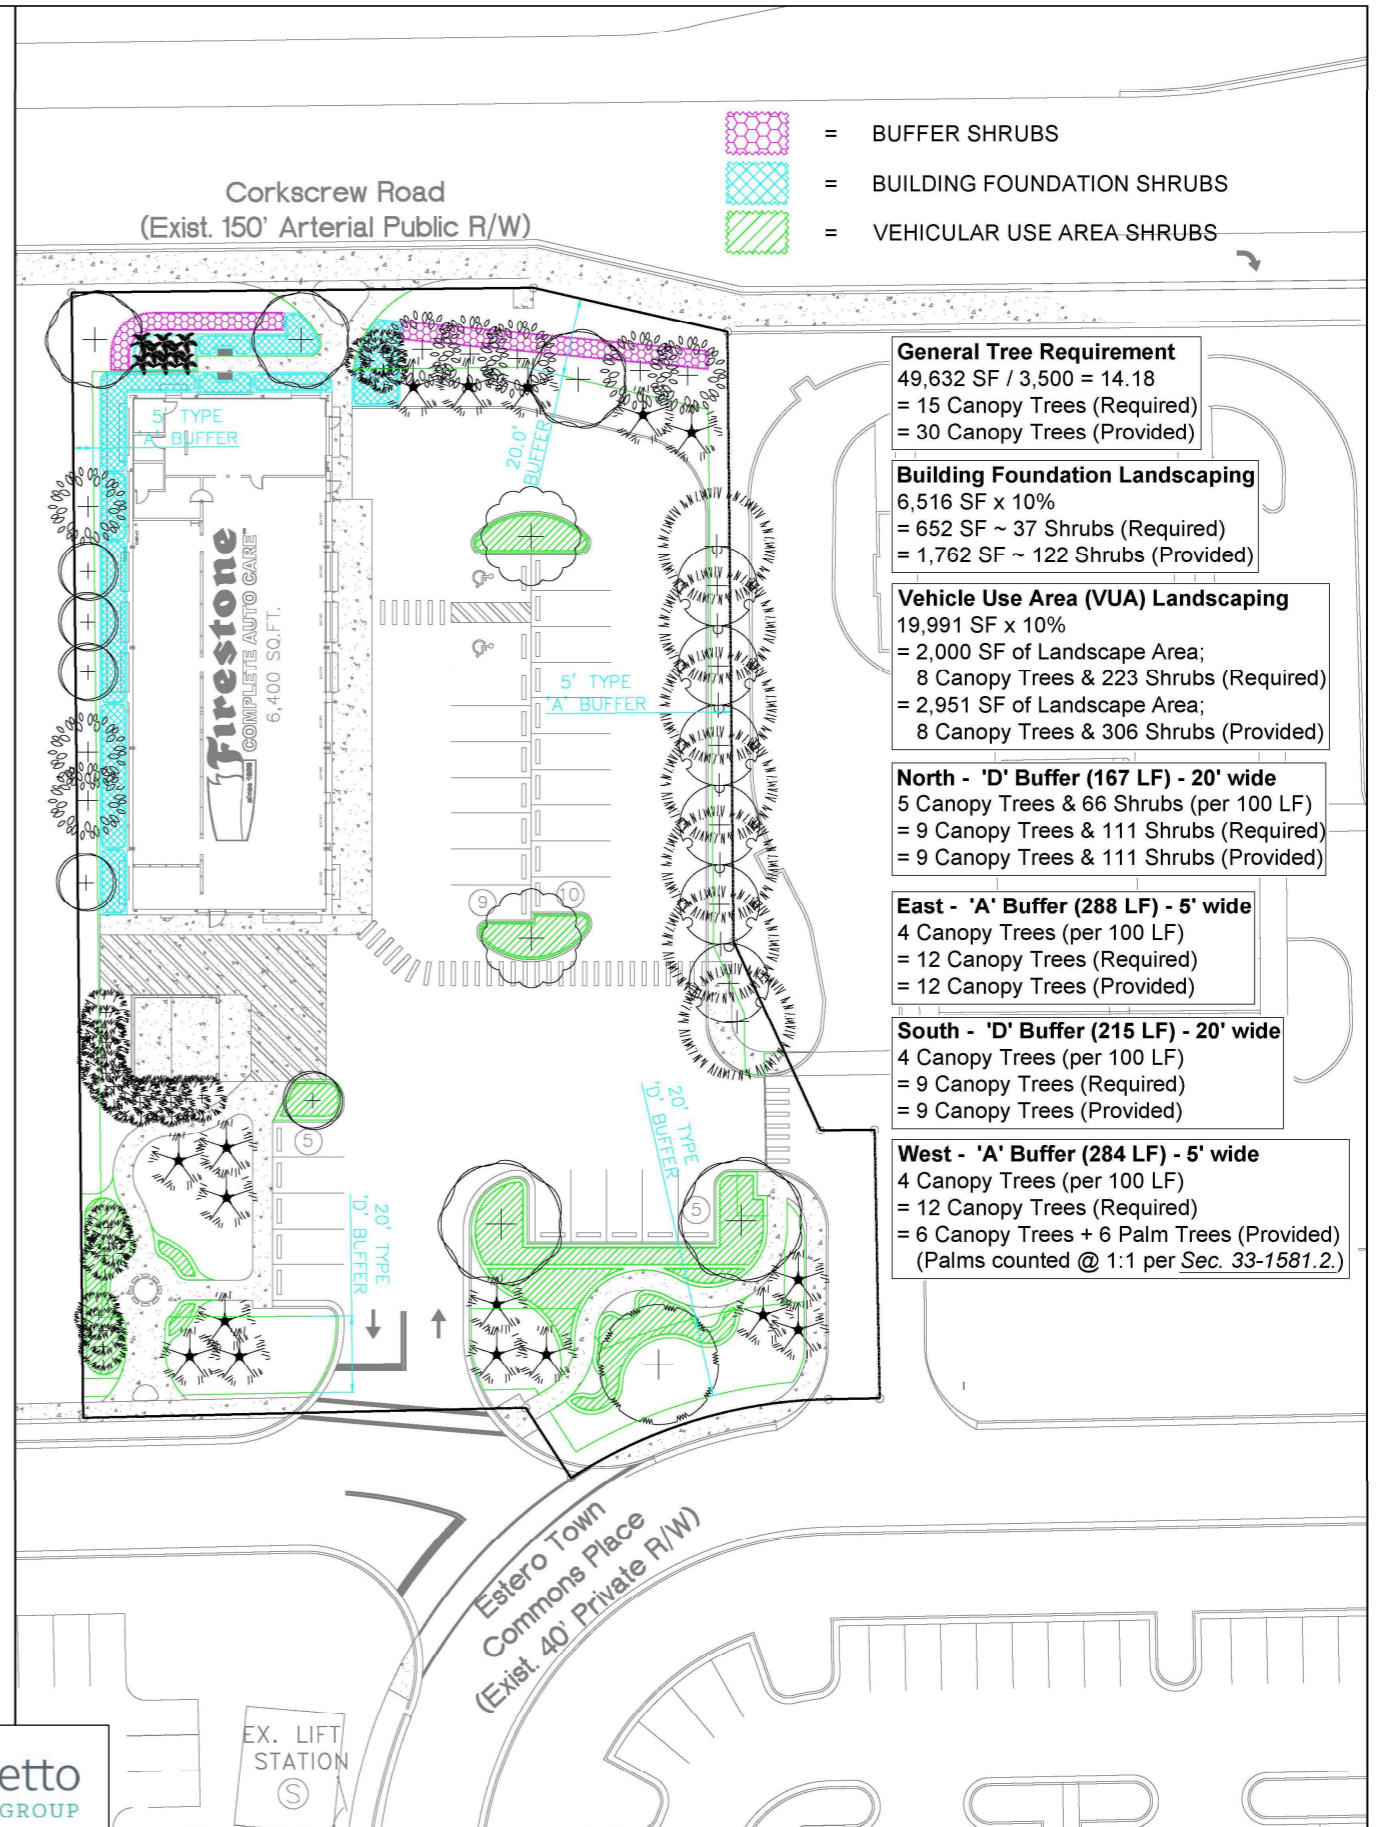 = BUFFER SHRUBS
= BUILDING FOUNDATION SHRUBS
= VEHICULAR USE AREA SHRUBS
Corkscrew Road
(Exist. 150' Arterial Public R/W)
General Tree Requirement
49,632 SF / 3,500 = 14.18
= 15 Canopy Trees (Required)
= 30 Canopy Trees (Provided)
Building Foundation Landscaping
6,516 SF x 10%
= 652 SF ~ 37 Shrubs (Required)
= 1,762 SF ~ 122 Shrubs (Provided)
Vehicle Use Area (VUA) Landscaping
19,991 SF x 10%
= 2,000 SF of Landscape Area;
8 Canopy Trees & 223 Shrubs (Required)
= 2,951 SF of Landscape Area;
8 Canopy Trees & 306 Shrubs (Provided)
North - 'D' Buffer (167 LF) - 20' wide
5 Canopy Trees & 66 Shrubs (per 100 LF)
= 9 Canopy Trees & 111 Shrubs (Required)
= 9 Canopy Trees & 111 Shrubs (Provided)
East - 'A' Buffer (288 LF) - 5' wide
4 Canopy Trees (per 100 LF)
= 12 Canopy Trees (Required)
= 12 Canopy Trees (Provided)
South - 'D' Buffer (215 LF) - 20' wide
4 Canopy Trees (per 100 LF)
= 9 Canopy Trees (Required)
= 9 Canopy Trees (Provided)
West - 'A' Buffer (284 LF) - 5' wide
4 Canopy Trees (per 100 LF)
= 12 Canopy Trees (Required)
= 6 Canopy Trees + 6 Palm Trees (Provided)
(Palms counted @ 1:1 per Sec. 33-1581.2.)
5' TYPE
'A' BUFFER
20.0'
BUFFER
Firestone
COMPLETE AUTO CARE™
since 1926
6,400 SQ.FT.
5' TYPE
'A' BUFFER
9
10
5
20' TYPE
'D' BUFFER
20' TYPE
'D' BUFFER
5
Estero Town
Commons Place
(Exist. 40' Private R/W)
EX. LIFT
STATION
S
etto
GROUP